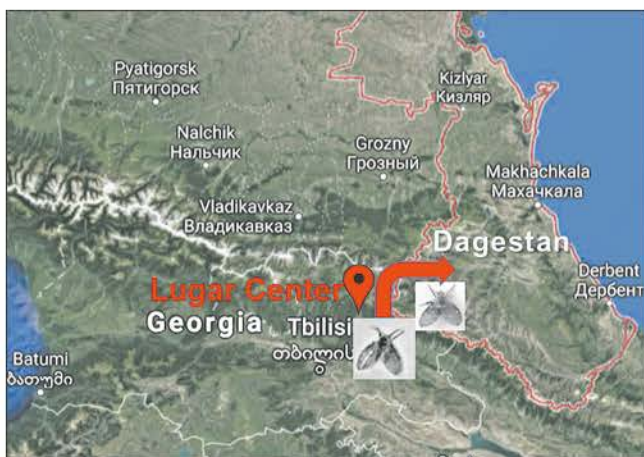 Pyatigorsk
Пятигорск
Kizlyar
Кизляр
Nalchik
Нальчик
Grozny
Грозный
Makhachkala
Махачкала
Vladikavkaz
Владикавказ
Dagestan
Lugar Center
Derbent
Дербент
Georgia
Tbilisi
თბილის
Batumi
ბათუმი